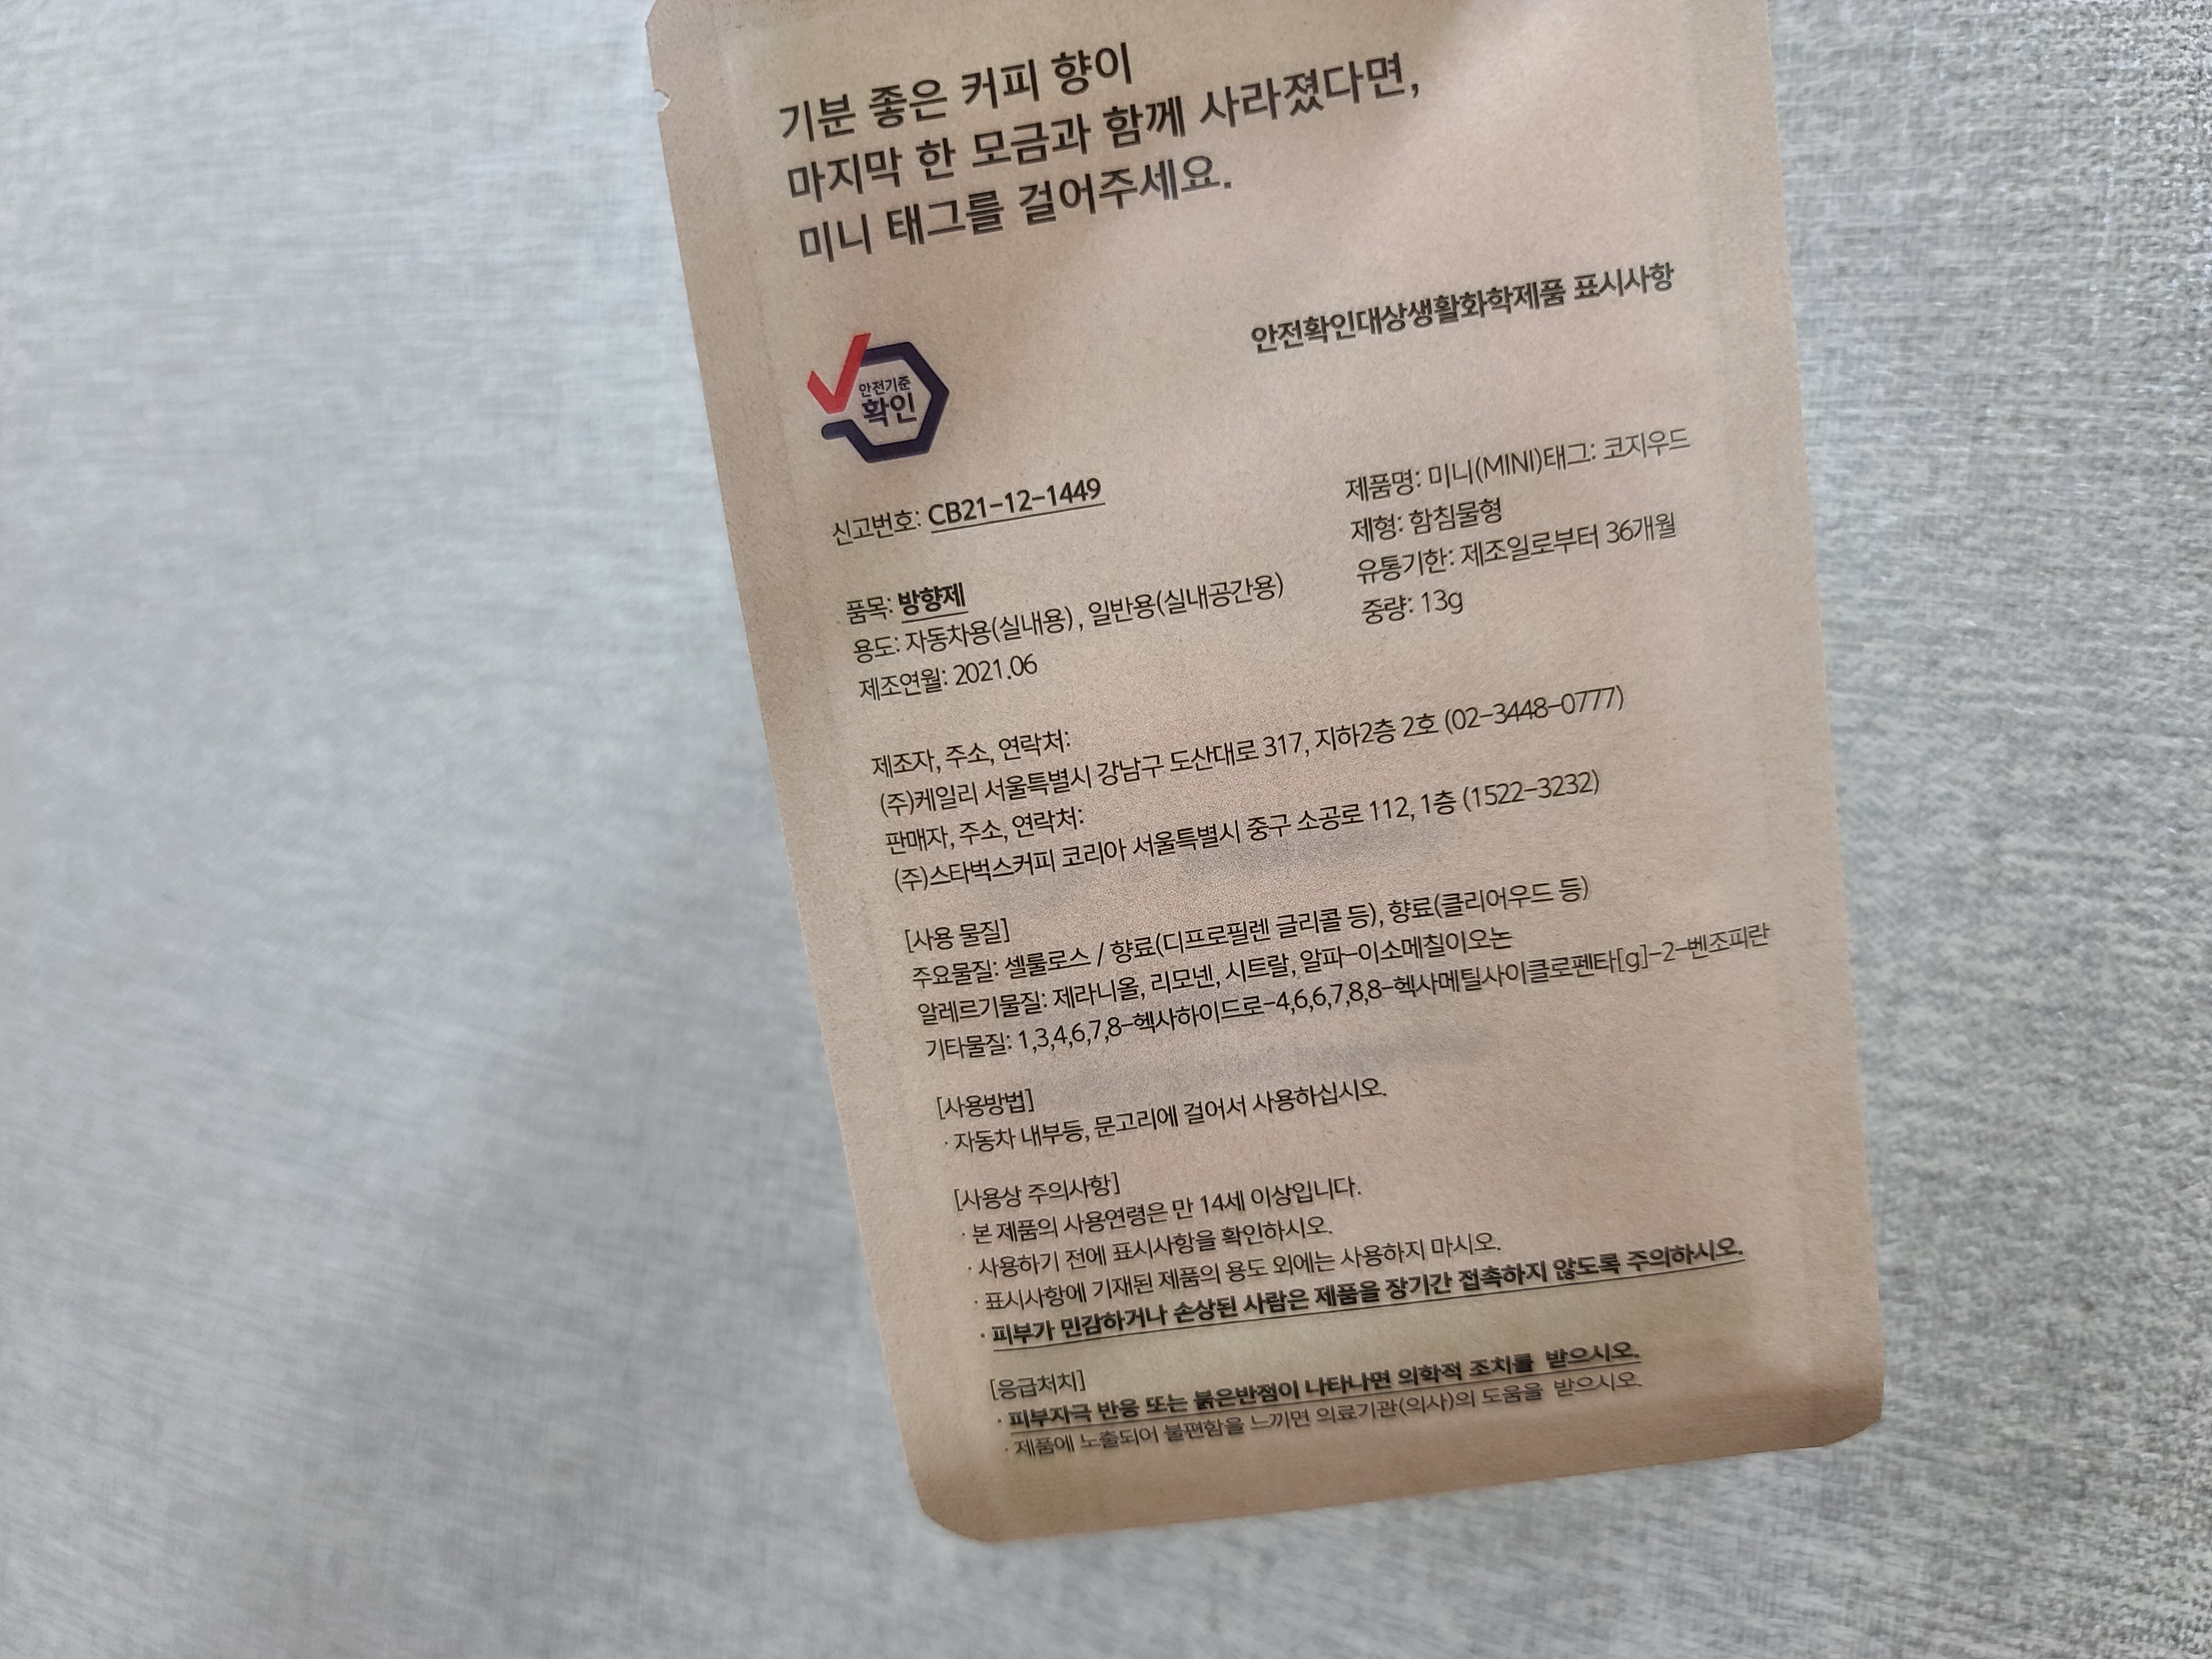 기분 좋은 커피 향이
마지막 한 모금과 함께 사라졌다면,
미니 태그를 걸어주세요.
안전확인대상생활화학제품 표시사항
안전기준
확인
신고번호: CB21-12-1449
품목: 방향제
용도: 자동차용(실내용), 일반용(실내공간용)
제조연월: 2021.06
제품명: 미니(MINI)태그: 코지우드
제형: 함침물형
유통기한: 제조일로부터 36개월
중량: 13g
제조자, 주소, 연락처:
(주)케일리 서울특별시 강남구 도산대로 317, 지하2층 2호 (02-3448-0777)
판매자, 주소, 연락처:
(주)스타벅스커피 코리아 서울특별시 중구 소공로 112, 1층 (1522-3232)
[사용 물질]
주요물질: 셀룰로스 / 향료(디프로필렌 글리콜 등), 향료(클리어우드 등)
알레르기물질: 제라니올, 리모넨, 시트랄, 알파-이소메칠이오논
기타물질: 1,3,4,6,7,8-헥사하이드로-4,6,6,7,8,8-헥사메틸사이클로펜타[g]-2-벤조피란
[사용방법]
· 자동차 내부등, 문고리에 걸어서 사용하십시오.
[사용상 주의사항]
· 본 제품의 사용연령은 만 14세 이상입니다.
· 사용하기 전에 표시사항을 확인하시오.
· 표시사항에 기재된 제품의 용도 외에는 사용하지 마시오.
· 피부가 민감하거나 손상된 사람은 제품을 장기간 접촉하지 않도록 주의하시오.
[응급처치]
· 피부자극 반응 또는 붉은반점이 나타나면 의학적 조치를 받으시오.
· 제품에 노출되어 불편함을 느끼면 의료기관(의사)의 도움을 받으시오.